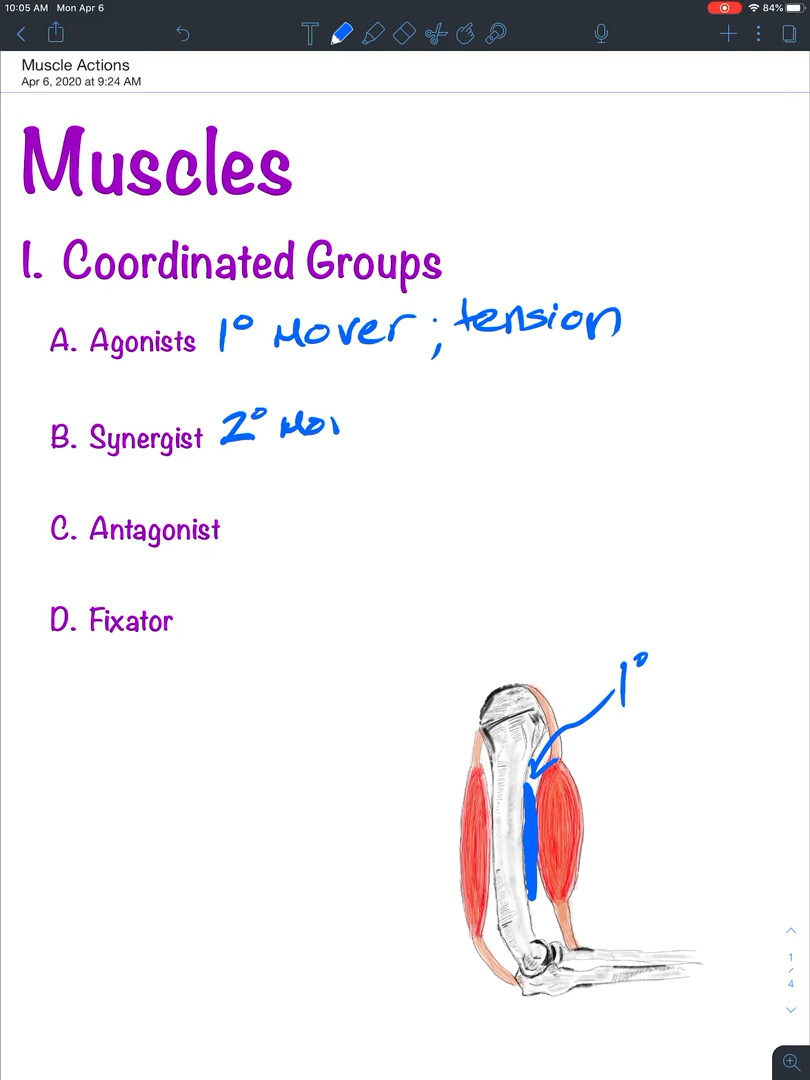 10:05 AM Mon Apr 6
84%
T
Muscle Actions
Apr 6, 2020 at 9:24 AM
Muscles
I. Coordinated Groups
A. Agonists 1° Mover ; tension
B. Synergist 2° Mov
C. Antagonist
D. Fixator
1°
1
/
4